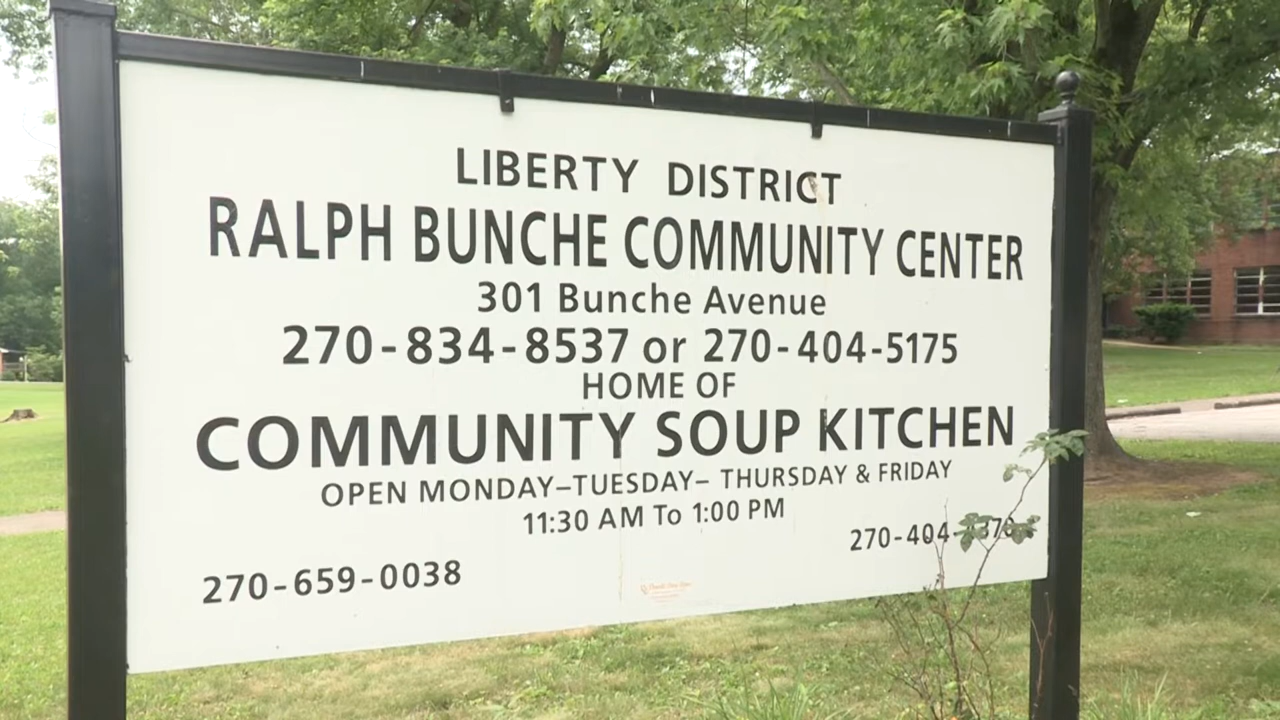 LIBERTY DISTRICT
RALPH BUNCHE COMMUNITY CENTER
301 Bunche Avenue
270-834-8537 or 270-404-5175
HOME OF
COMMUNITY SOUP KITCHEN
OPEN MONDAY–TUESDAY– THURSDAY & FRIDAY
11:30 AM To 1:00 PM
270-659-0038